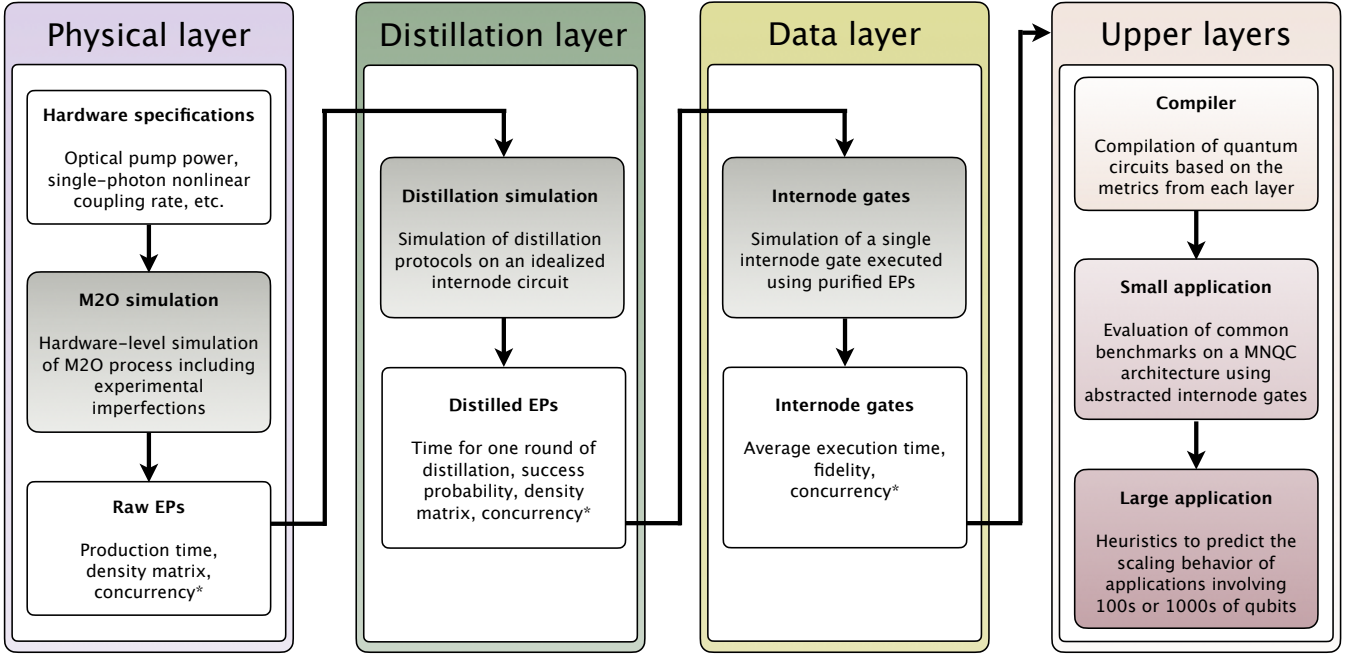 Physical layer
Hardware specifications
Optical pump power,
single-photon nonlinear
coupling rate, etc.
M2O simulation
Hardware-level simulation
of M2O process including
experimental
imperfections
Raw EPs
Production time,
density matrix,
concurrency*
Distillation layer
Distillation simulation
Simulation of distillation
protocols on an idealized
internode circuit
Distilled EPs
Time for one round of
distillation, success
probability, density
matrix, concurrency*
Data layer
Internode gates
Simulation of a single
internode gate executed
using purified EPs
Internode gates
Average execution time,
fidelity,
concurrency*
Upper layers
Compiler
Compilation of quantum
circuits based on the
metrics from each layer
Small application
Evaluation of common
benchmarks on a MNQC
architecture using
abstracted internode gates
Large application
Heuristics to predict the
scaling behavior of
applications involving
100s or 1000s of qubits